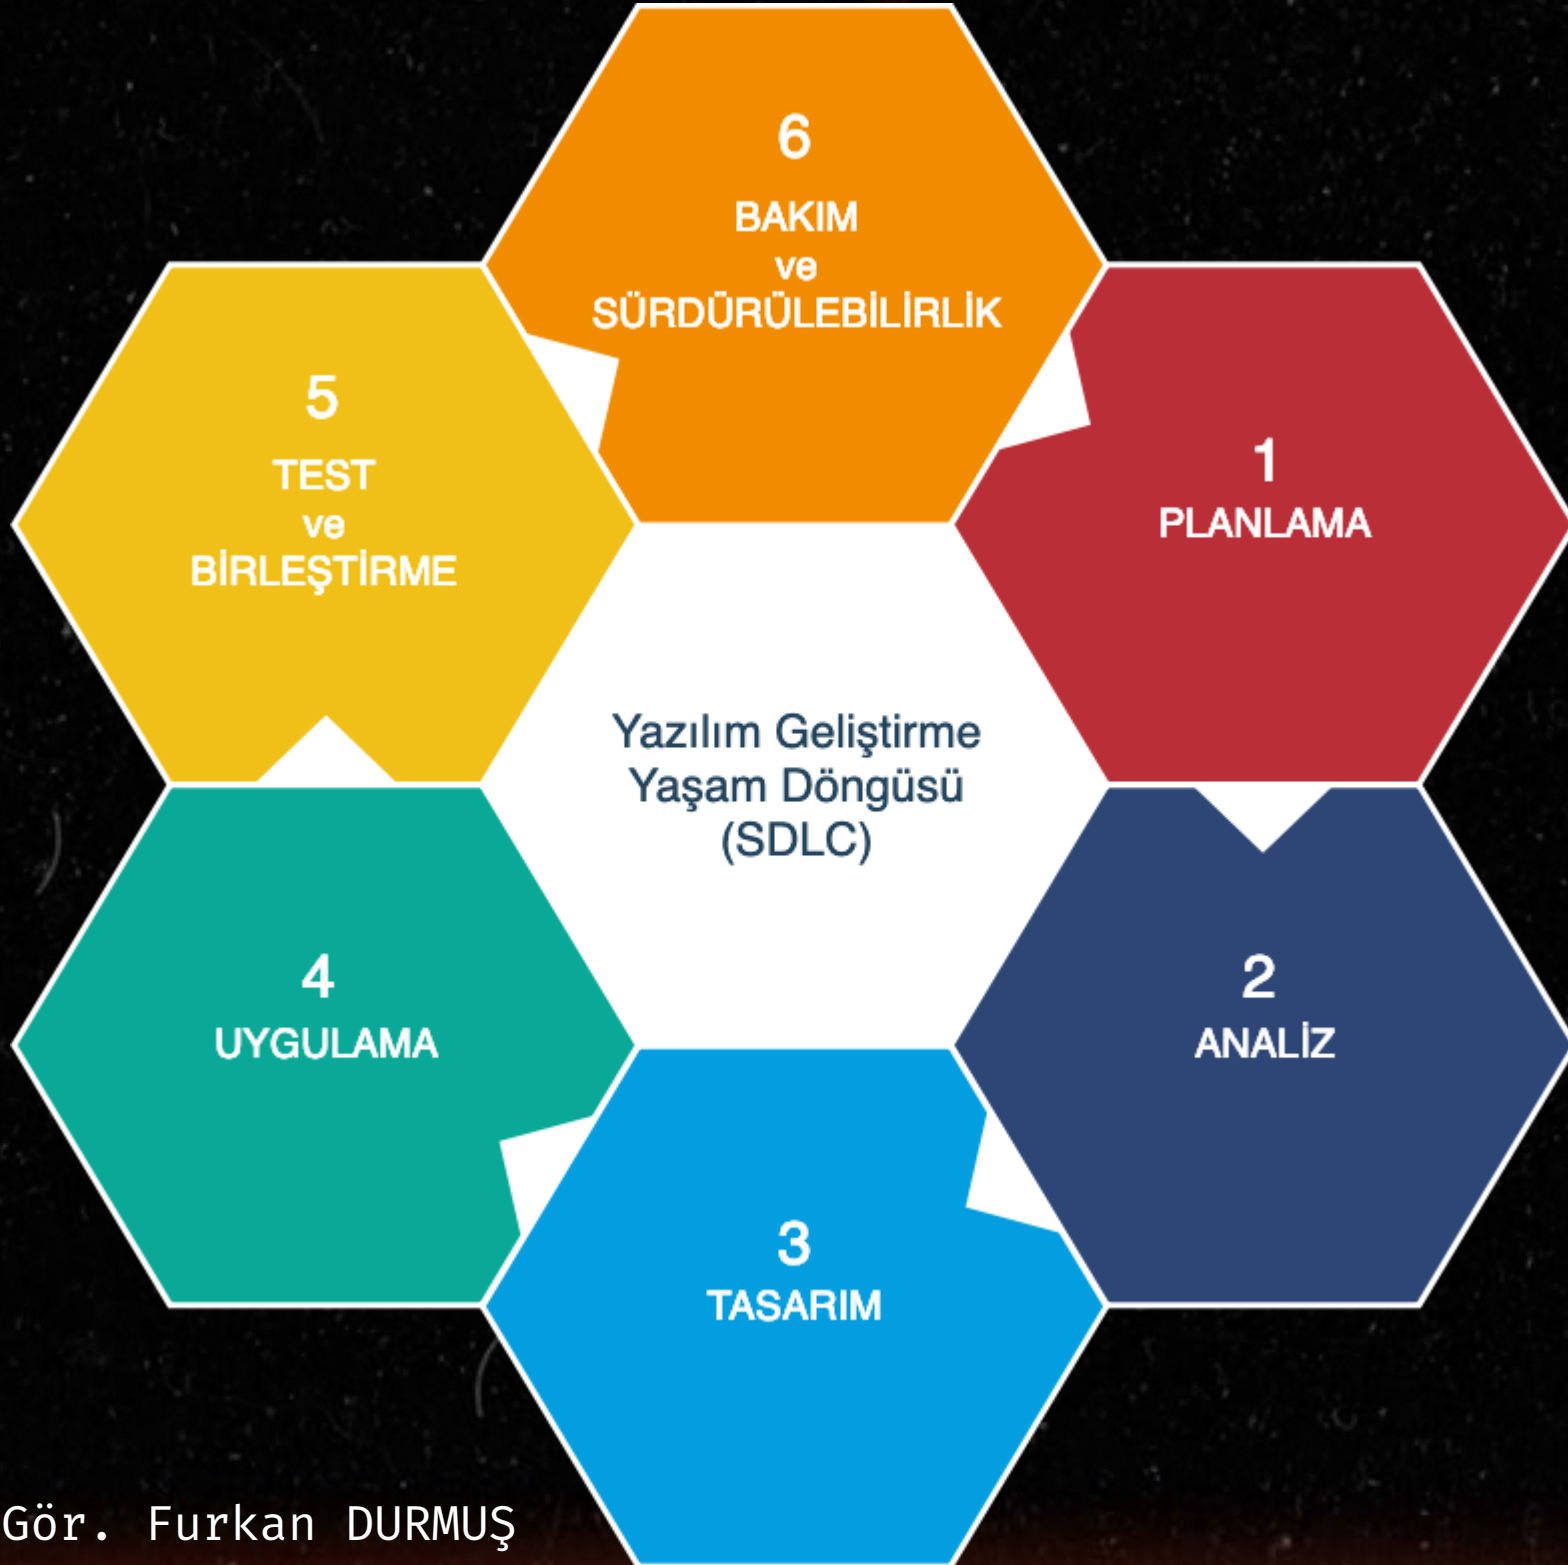 6
BAKIM
ve
SÜRDÜRÜLEBİLİRLİK
5
TEST
ve
BİRLEŞTİRME
1
PLANLAMA
Yazılım Geliştirme
Yaşam Döngüsü
(SDLC)
4
UYGULAMA
2
ANALİZ
3
TASARIM
Gör. Furkan DURMUŞ